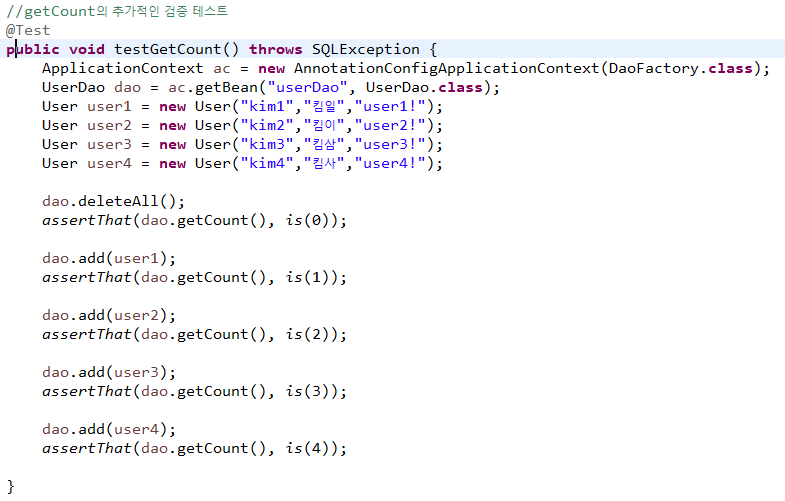 //getCount의 추가적인 검증 테스트
@Test
public void testGetCount() throws SQLException {
    ApplicationContext ac = new AnnotationConfigApplicationContext(DaoFactory.class);
    UserDao dao = ac.getBean("userDao", UserDao.class);
    User user1 = new User("kim1","킴일","user1!");
    User user2 = new User("kim2","킴이","user2!");
    User user3 = new User("kim3","킴삼","user3!");
    User user4 = new User("kim4","킴사","user4!");

    dao.deleteAll();
    assertThat(dao.getCount(), is(0));

    dao.add(user1);
    assertThat(dao.getCount(), is(1));

    dao.add(user2);
    assertThat(dao.getCount(), is(2));

    dao.add(user3);
    assertThat(dao.getCount(), is(3));

    dao.add(user4);
    assertThat(dao.getCount(), is(4));

}